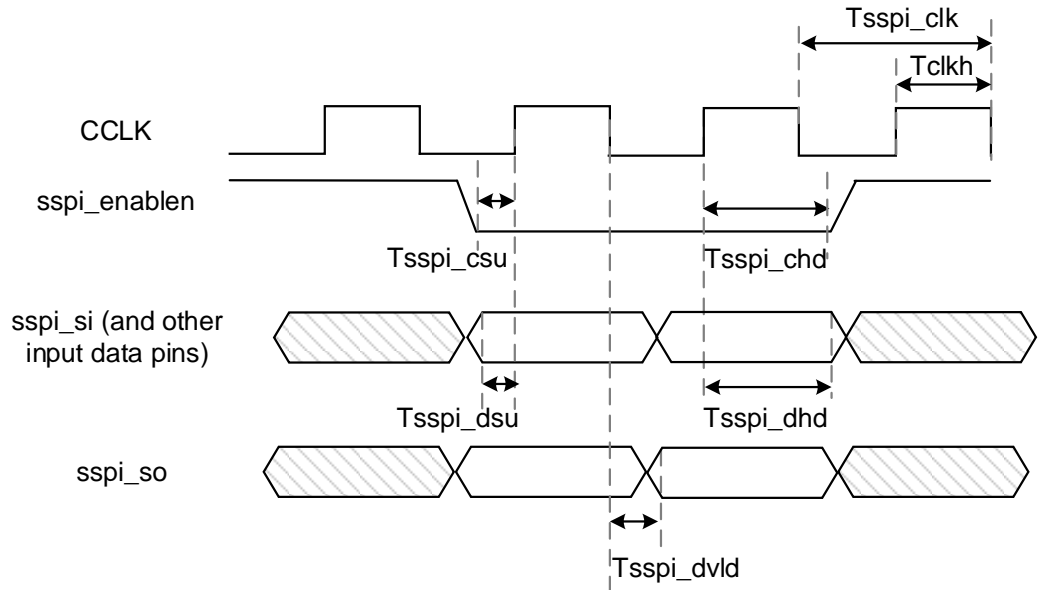 Tsspi_clk
Tclkh
CCLK
sspi_enablen
Tsspi_csu
Tsspi_chd
sspi_si (and other
input data pins)
Tsspi_dsu
Tsspi_dhd
sspi_so
Tsspi_dvld